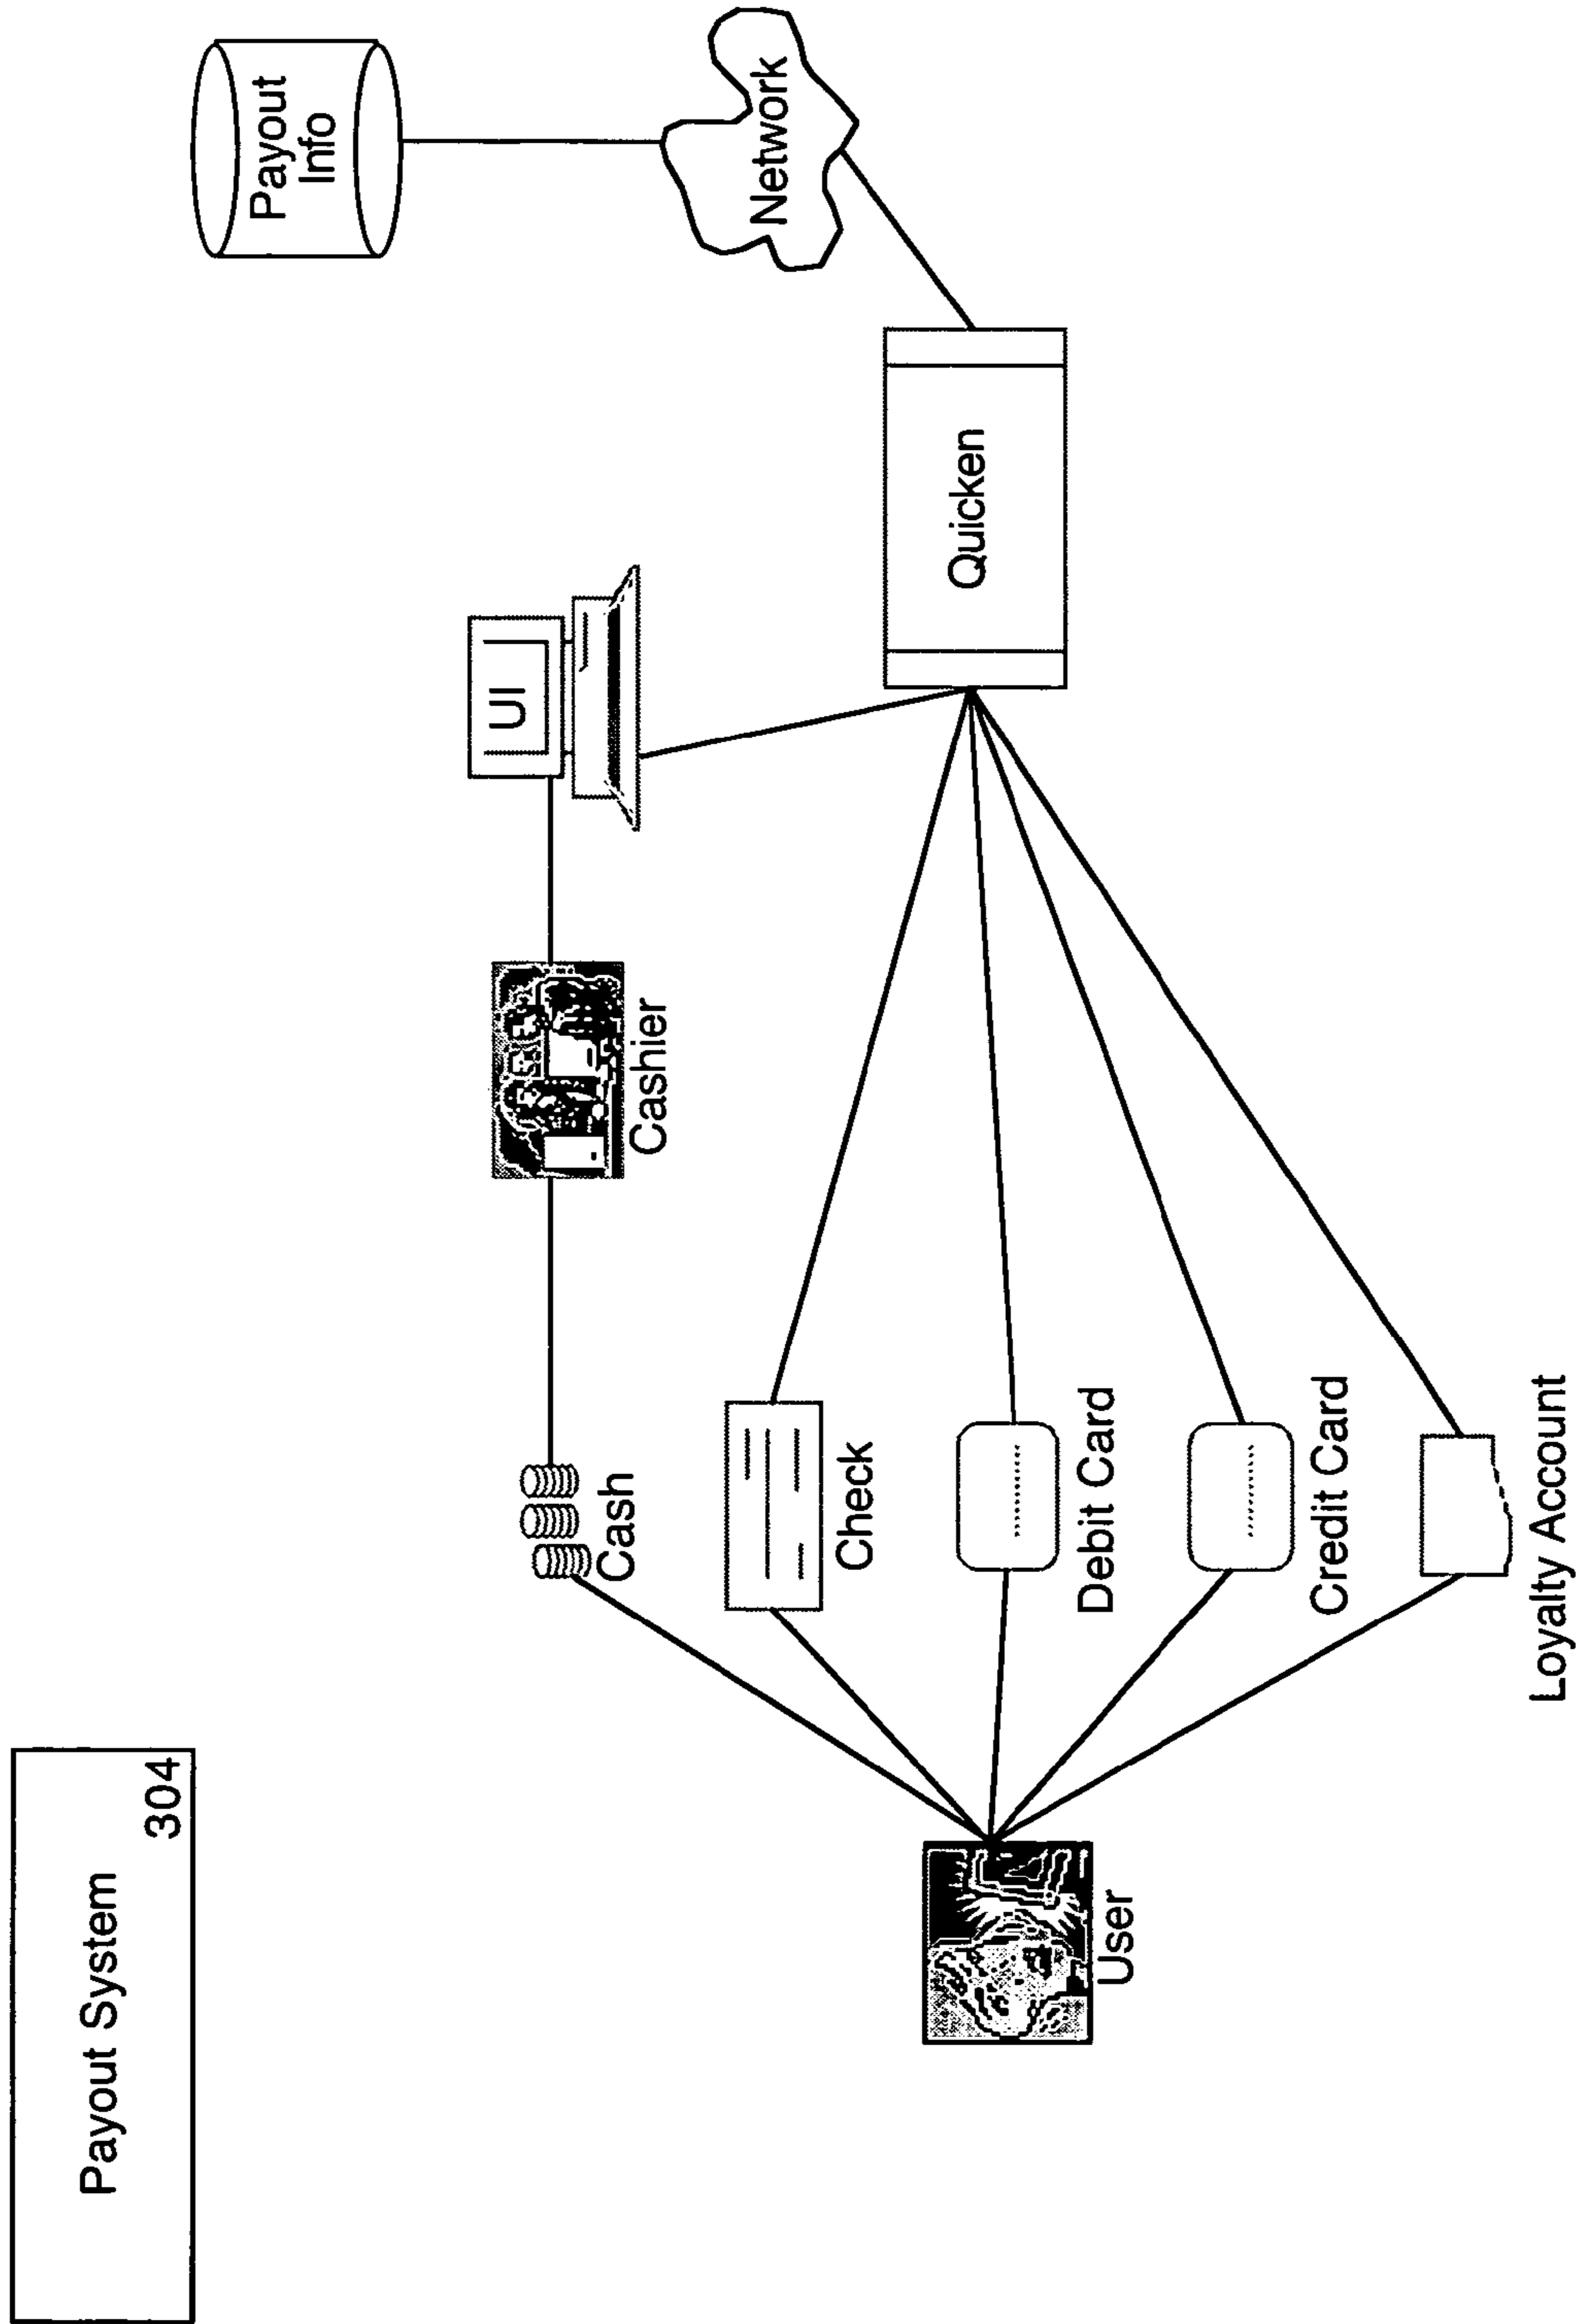 Payout System
304
Payout
Info
Network
UI
Cashier
Cash
Quicken
Check
Debit Card
Credit Card
Loyalty Account
User